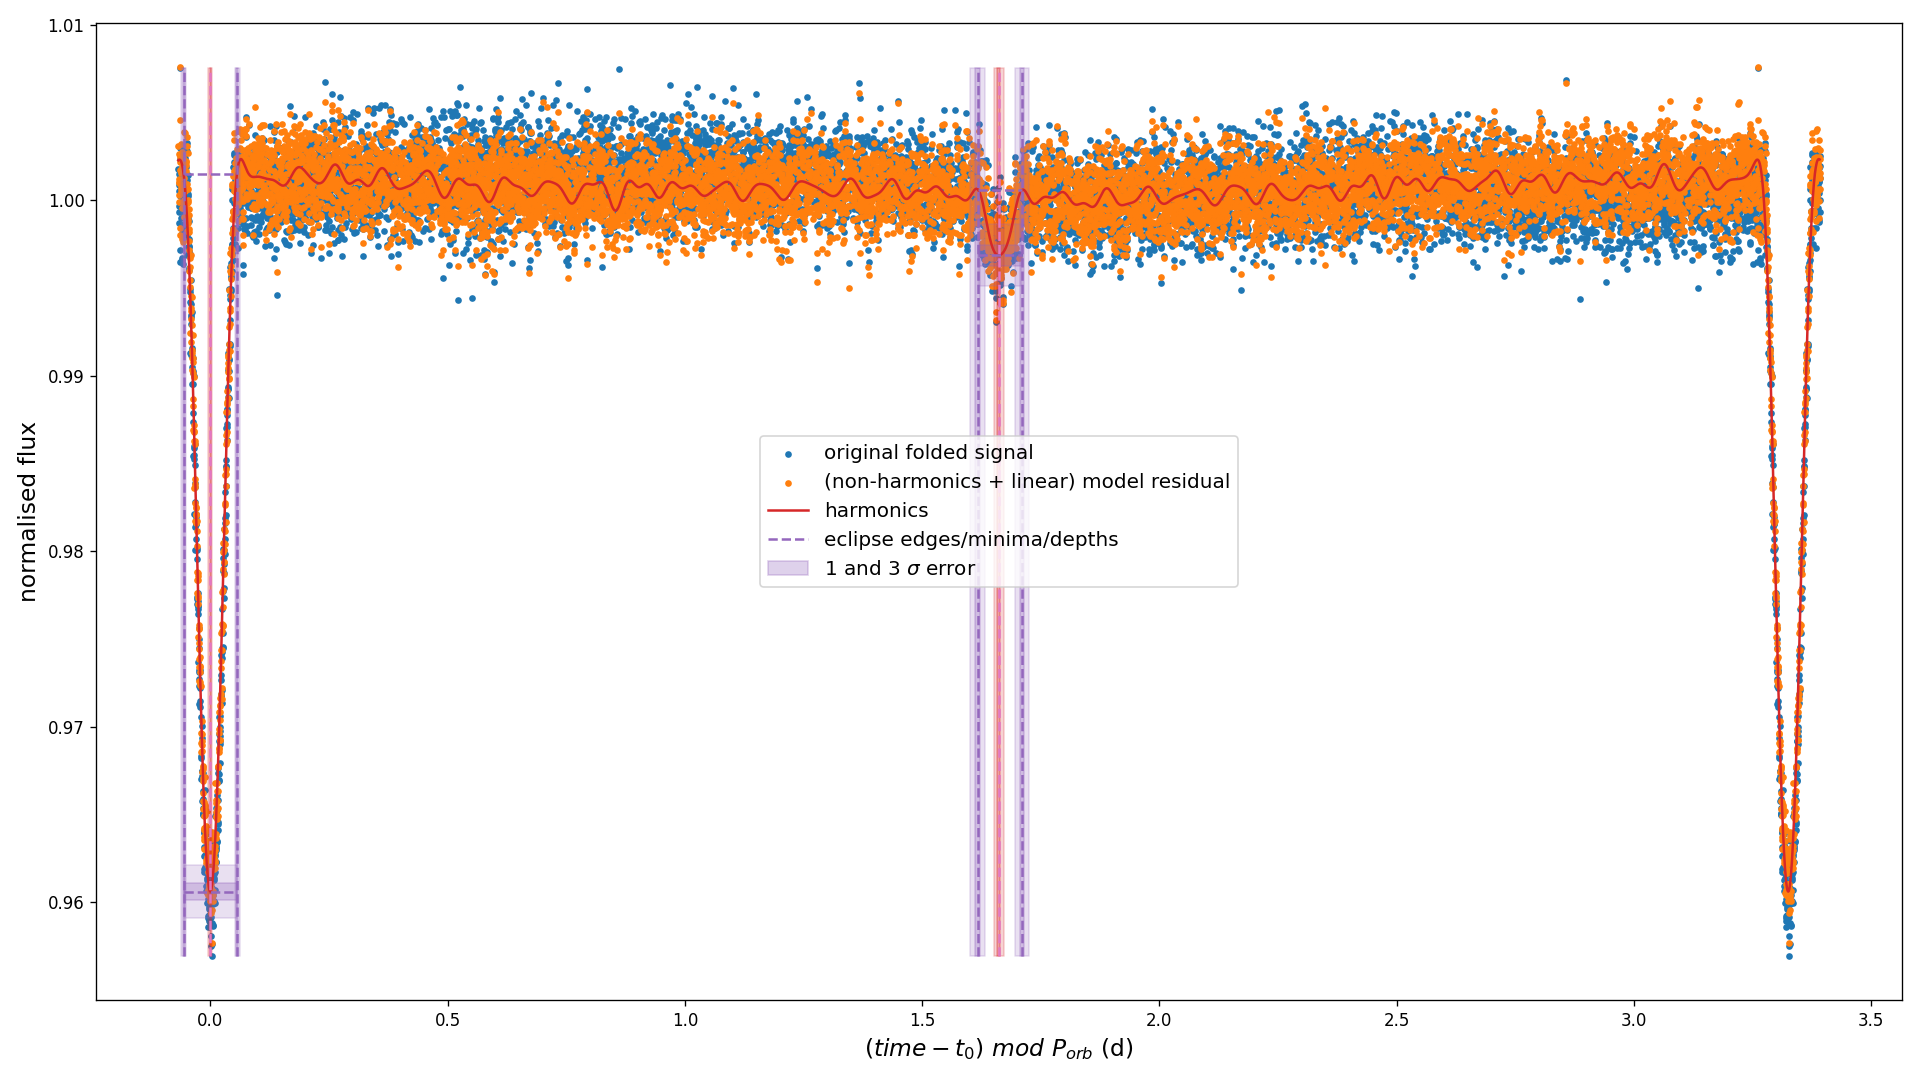 1.01
1.00
0.99
0.98
0.97
0.96
normalised flux
original folded signal
(non-harmonics + linear) model residual
harmonics
eclipse edges/minima/depths
1 and 3 σ error
0.0 0.5 1.0 1.5 2.0 2.5 3.0 3.5
(time − t₀) mod Pₒᵣb (d)